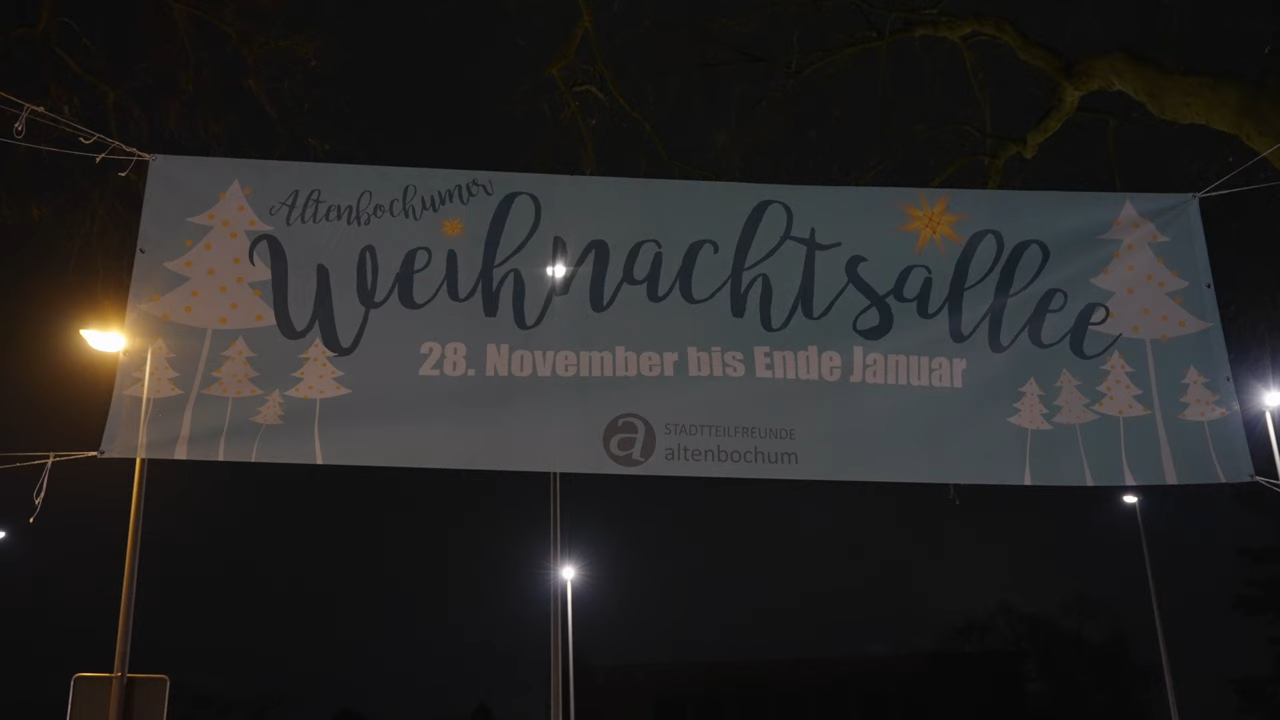 Altenbochumer
Weihnachtsallee
28. November bis Ende Januar
a
STADTTEILFREUNDE
altenbochum